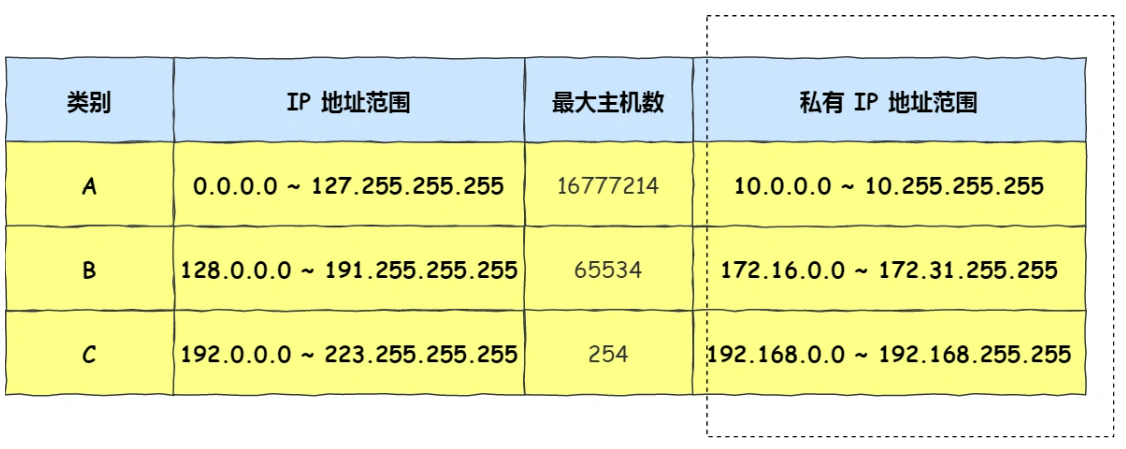 类别 IP 地址范围 最大主机数 私有 IP 地址范围
A 0.0.0.0 ~ 127.255.255.255 16777214 10.0.0.0 ~ 10.255.255.255
B 128.0.0.0 ~ 191.255.255.255 65534 172.16.0.0 ~ 172.31.255.255
C 192.0.0.0 ~ 223.255.255.255 254 192.168.0.0 ~ 192.168.255.255